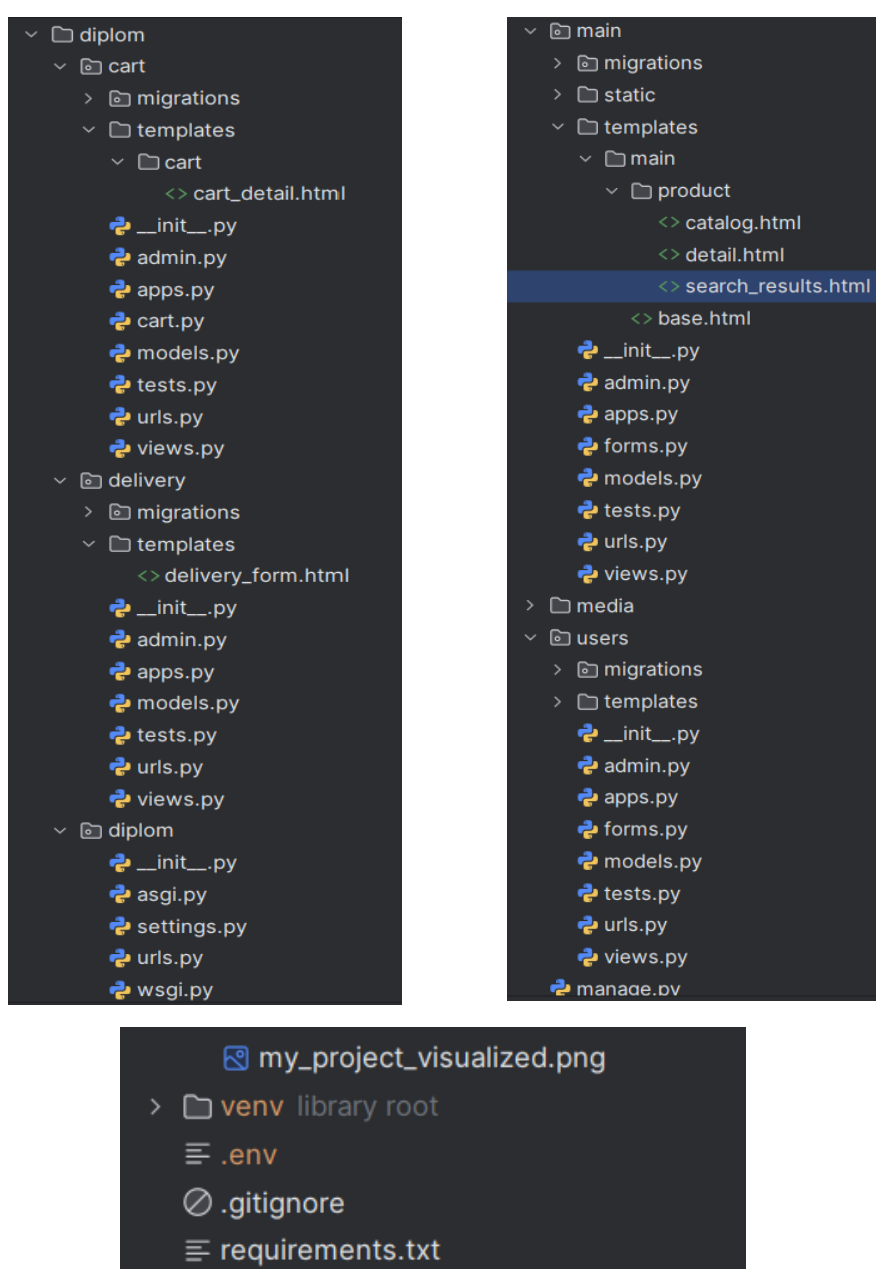 diplom
cart
migrations
templates
cart
cart_detail.html
__init__.py
admin.py
apps.py
cart.py
models.py
tests.py
urls.py
views.py
delivery
migrations
templates
delivery_form.html
__init__.py
admin.py
apps.py
models.py
tests.py
urls.py
views.py
diplom
__init__.py
asgi.py
settings.py
urls.py
wsgi.py
main
migrations
static
templates
main
product
catalog.html
detail.html
search_results.html
base.html
__init__.py
admin.py
apps.py
forms.py
models.py
tests.py
urls.py
views.py
media
users
migrations
templates
__init__.py
admin.py
apps.py
forms.py
models.py
tests.py
urls.py
views.py
manage.py
my_project_visualized.png
venv library root
.env
.gitignore
requirements.txt